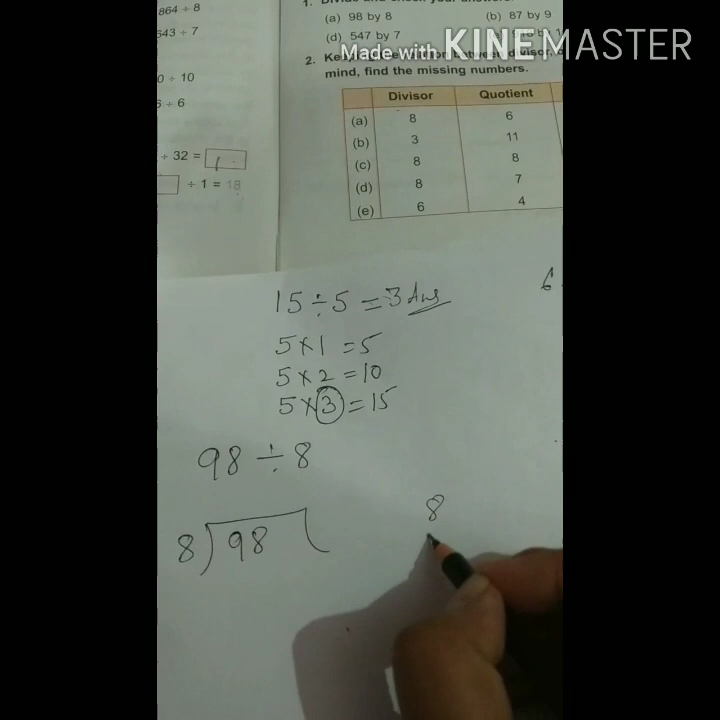 864 ÷ 8
643 ÷ 7
0 ÷ 10
÷ 6
÷ 32 = 1
÷ 1 = 18
(a) 98 by 8 (b) 87 by 9
(d) 547 by 7
Made with KINEMASTER
2.
mind, find the missing numbers.
Divisor Quotient
(a) 8 6
(b) 3 11
(c) 8 8
(d) 8 7
(e) 6 4
15 ÷ 5 = 3 Ans
6
5 × 1 = 5
5 × 2 = 10
5 × 3 = 15
98 ÷ 8
8 ) 98
8